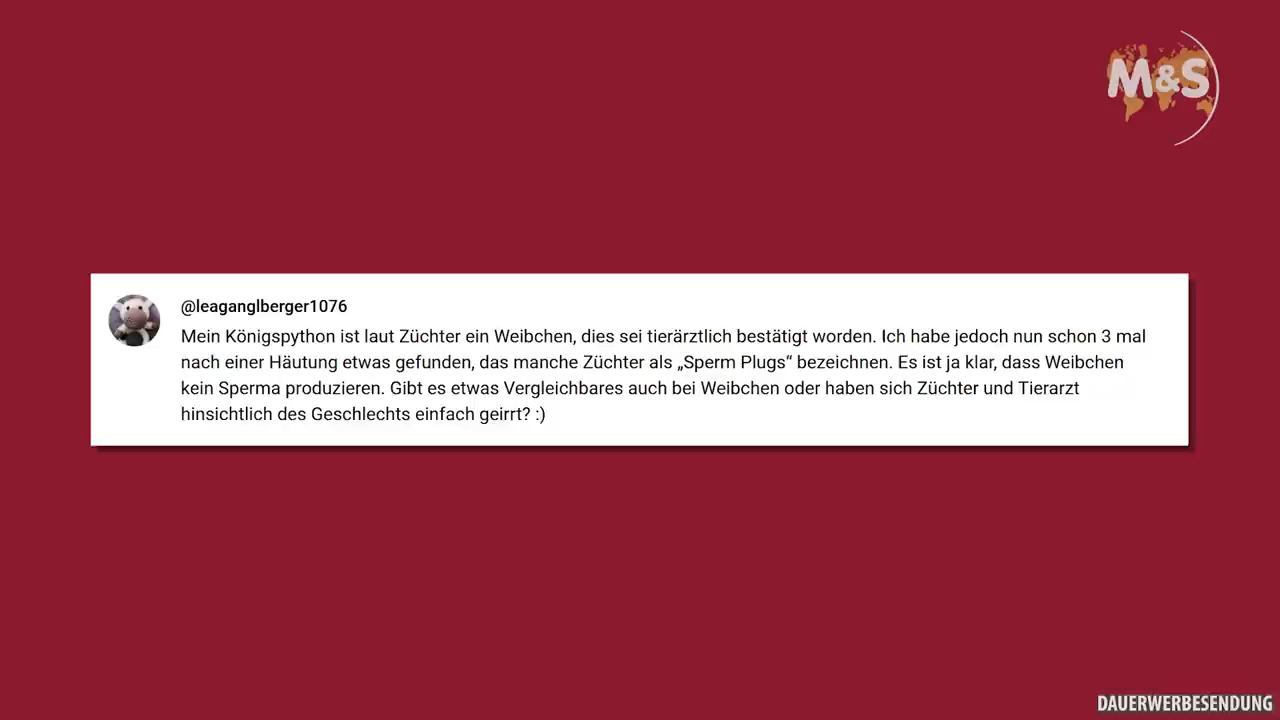 M&S
@leaganglberger1076
Mein Königspython ist laut Züchter ein Weibchen, dies sei tierärztlich bestätigt worden. Ich habe jedoch nun schon 3 mal
nach einer Häutung etwas gefunden, das manche Züchter als „Sperm Plugs“ bezeichnen. Es ist ja klar, dass Weibchen
kein Sperma produzieren. Gibt es etwas Vergleichbares auch bei Weibchen oder haben sich Züchter und Tierarzt
hinsichtlich des Geschlechts einfach geirrt? :)
DAUERWERBESENDUNG